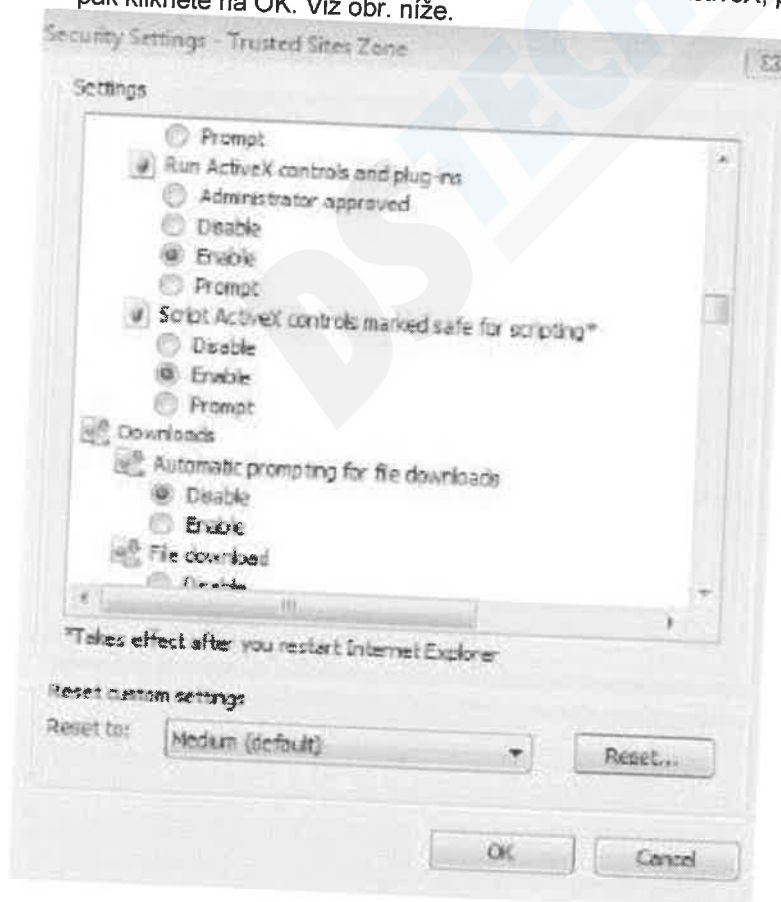 pak klikněte na OK. Viz obr. níže.
Security Settings - Trusted Sites Zone
Settings
Prompt
Run ActiveX controls and plug-ins
Administrator approved
Disable
Enable
Prompt
Script ActiveX controls marked safe for scripting*
Disable
Enable
Prompt
Downloads
Automatic prompting for file downloads
Disable
Enable
File download
Disable
*Takes effect after you restart Internet Explorer
Reset custom settings
Reset to:
Medium (default)
Reset...
OK
Cancel